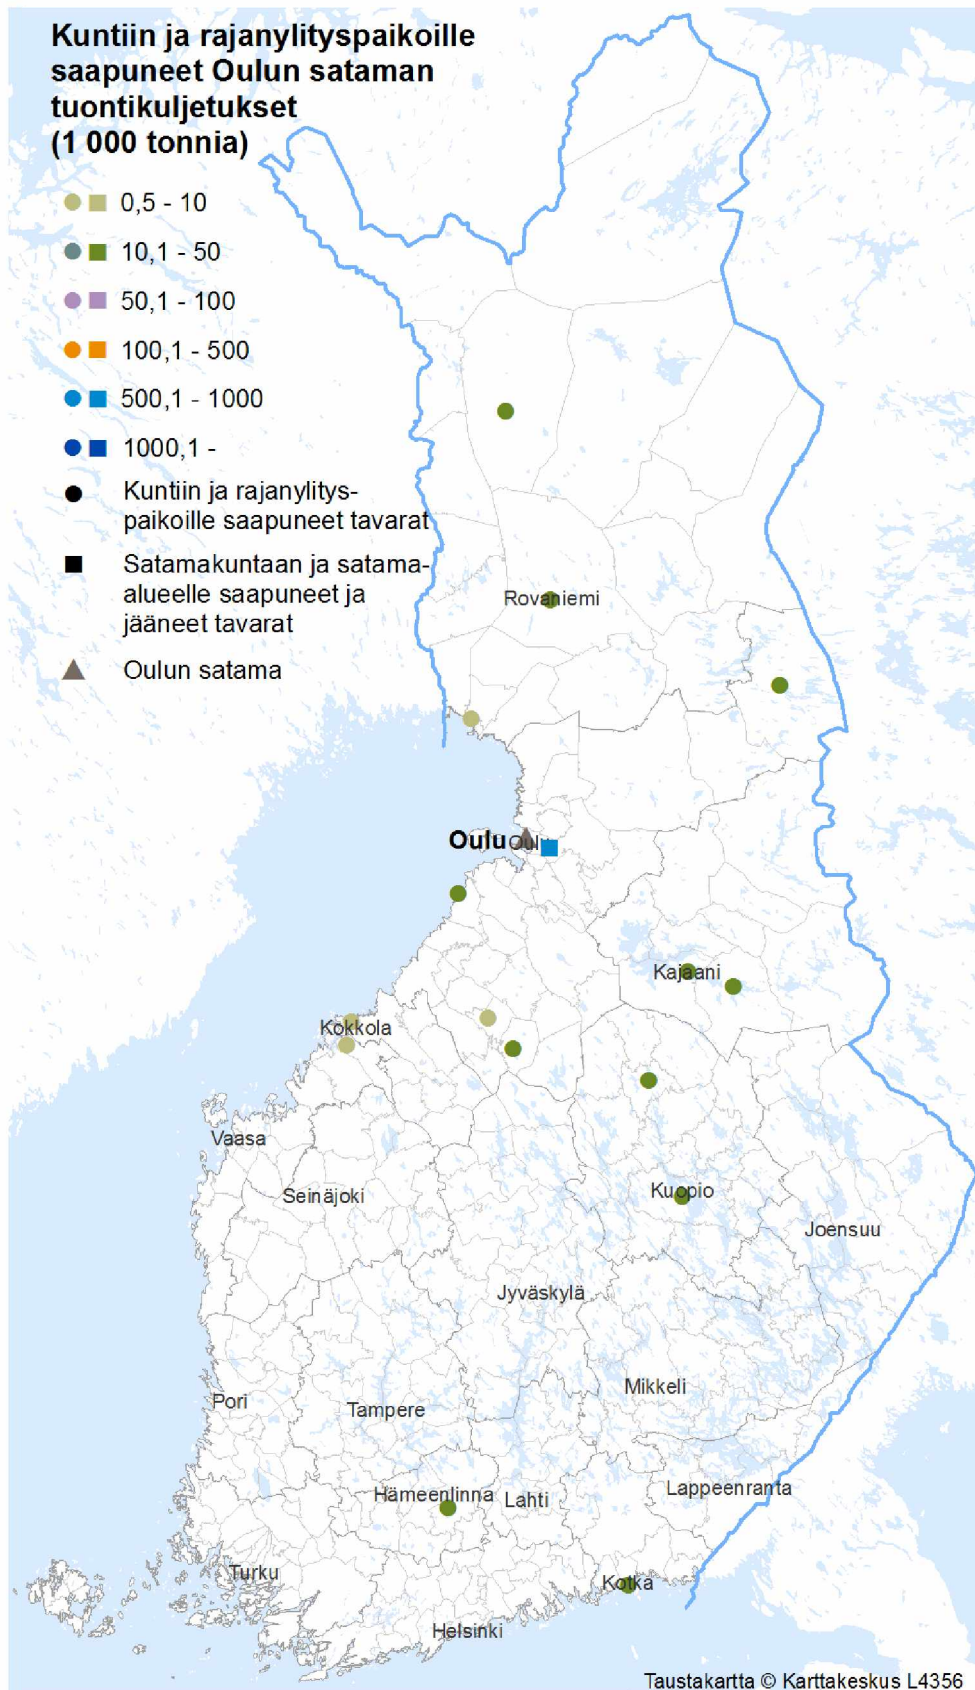 Kuntiin ja rajanylityspaikoille
saapuneet Oulun sataman
tuontikuljetukset
(1 000 tonnia)
0,5 - 10
10,1 - 50
50,1 - 100
100,1 - 500
500,1 - 1000
1000,1 -
Kuntiin ja rajanylitys-
paikoille saapuneet tavarat
Satamakuntaan ja satama-
alueelle saapuneet ja
jääneet tavarat
Oulun satama
Rovaniemi
Oulu Oulu
Kajaani
Kokkola
Vaasa
Seinäjoki
Kuopio
Joensuu
Jyväskylä
Mikkeli
Pori
Tampere
Lappeenranta
Hämeenlinna
Lahti
Turku
Kotka
Helsinki
Taustakartta © Karttakeskus L4356